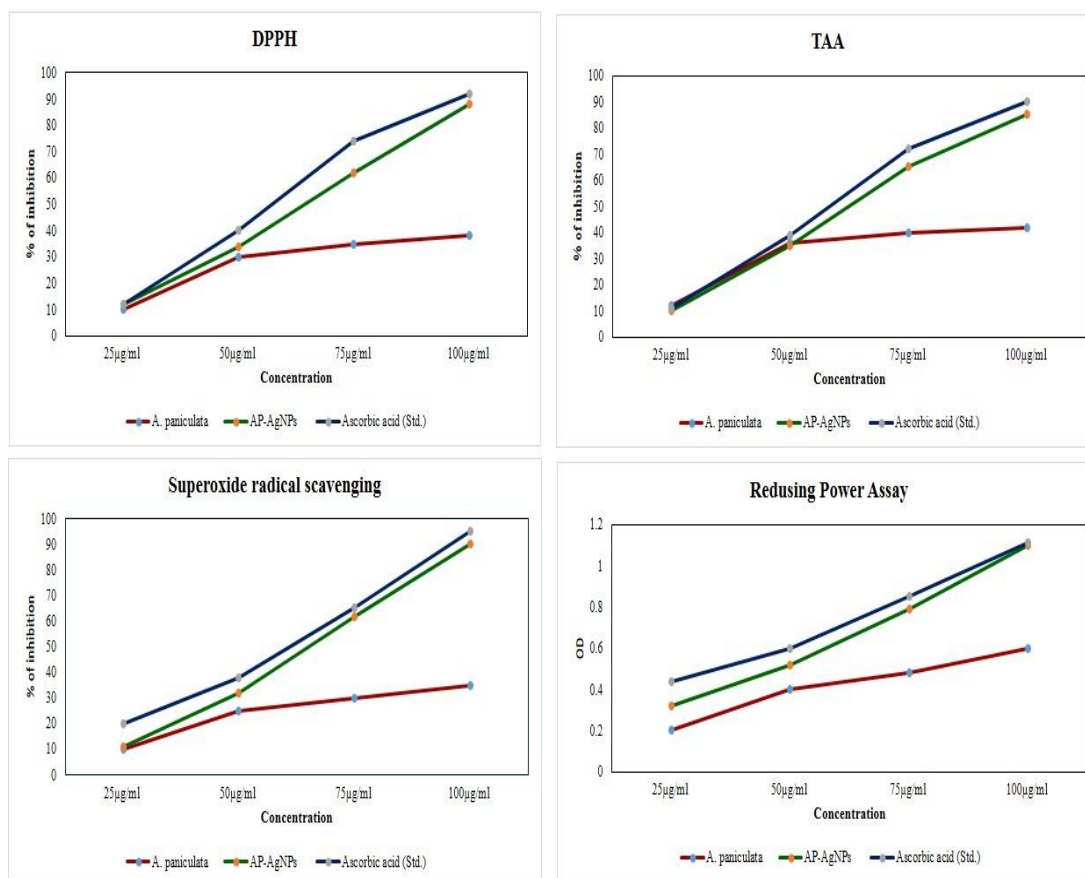 DPPH
100
90
80
70
60
50
40
30
20
10
0
% of inhibition
25µg/ml 50µg/ml 75µg/ml 100µg/ml
Concentration
A. paniculata AP-AgNPs Ascorbic acid (Std.)
TAA
100
90
80
70
60
50
40
30
20
10
0
% of inhibition
25µg/ml 50µg/ml 75µg/ml 100µg/ml
Concentration
A. paniculata AP-AgNPs Ascorbic acid (Std.)
Superoxide radical scavenging
100
90
80
70
60
50
40
30
20
10
0
% of inhibition
25µg/ml 50µg/ml 75µg/ml 100µg/ml
Concentration
A. paniculata AP-AgNPs Ascorbic acid (Std.)
Redusing Power Assay
1.2
1
0.8
0.6
0.4
0.2
0
OD
25µg/ml 50µg/ml 75µg/ml 100µg/ml
Concentration
A. paniculata AP-AgNPs Ascorbic acid (Std.)